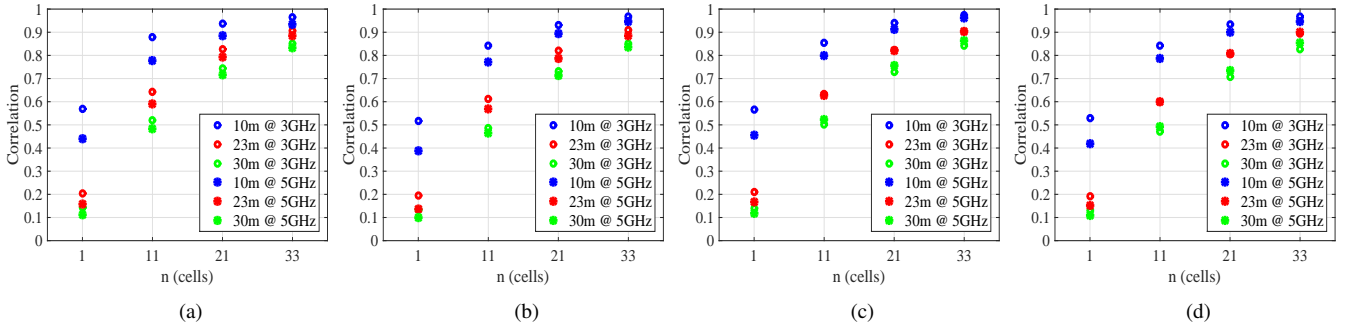 1
0.9
0.8
0.7
0.6
0.5
0.4
0.3
0.2
0.1
0
Correlation
10m @ 3GHz
23m @ 3GHz
30m @ 3GHz
10m @ 5GHz
23m @ 5GHz
30m @ 5GHz
1 11 21 33
n (cells)
(a)
1
0.9
0.8
0.7
0.6
0.5
0.4
0.3
0.2
0.1
0
Correlation
10m @ 3GHz
23m @ 3GHz
30m @ 3GHz
10m @ 5GHz
23m @ 5GHz
30m @ 5GHz
1 11 21 33
n (cells)
(b)
1
0.9
0.8
0.7
0.6
0.5
0.4
0.3
0.2
0.1
0
Correlation
10m @ 3GHz
23m @ 3GHz
30m @ 3GHz
10m @ 5GHz
23m @ 5GHz
30m @ 5GHz
1 11 21 33
n (cells)
(c)
1
0.9
0.8
0.7
0.6
0.5
0.4
0.3
0.2
0.1
0
Correlation
10m @ 3GHz
23m @ 3GHz
30m @ 3GHz
10m @ 5GHz
23m @ 5GHz
30m @ 5GHz
1 11 21 33
n (cells)
(d)